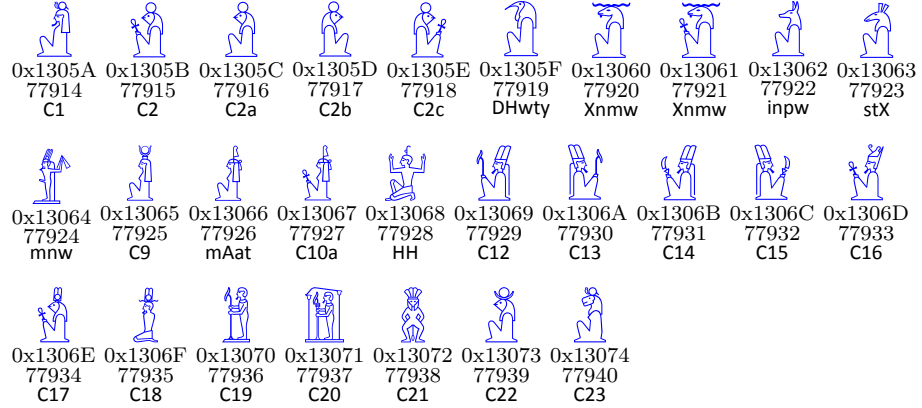 0x1305A 0x1305B 0x1305C 0x1305D 0x1305E 0x1305F 0x13060 0x13061 0x13062 0x13063
77914 77915 77916 77917 77918 77919 77920 77921 77922 77923
C1 C2 C2a C2b C2c DHwty Xnmw Xnmw inpw stX
0x13064 0x13065 0x13066 0x13067 0x13068 0x13069 0x1306A 0x1306B 0x1306C 0x1306D
77924 77925 77926 77927 77928 77929 77930 77931 77932 77933
mnw C9 mAat C10a HH C12 C13 C14 C15 C16
0x1306E 0x1306F 0x13070 0x13071 0x13072 0x13073 0x13074
77934 77935 77936 77937 77938 77939 77940
C17 C18 C19 C20 C21 C22 C23